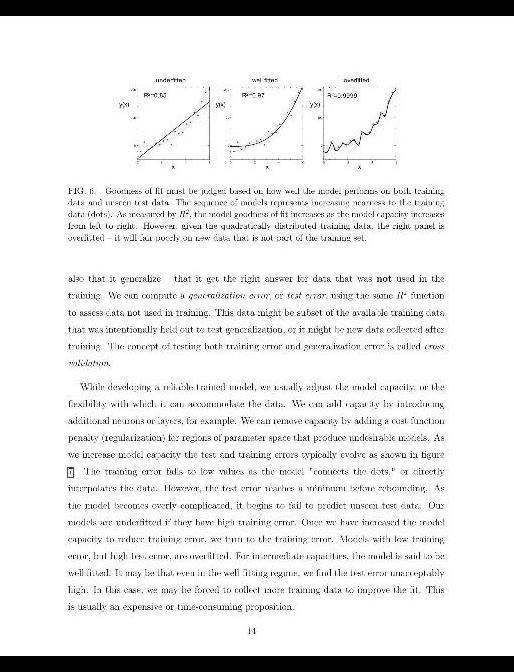 underfitted well fitted overfitted
R²=0.85 R²=0.97 R²=0.9999
y(x) y(x) y(x)
x x x
FIG. 6. Goodness of fit must be judged based on how well the model performs on both training
data and unseen test data. The sequence of models represents increasing nearness to the training
data (dots). As measured by R², the model goodness of fit increases as the model capacity increases
from left to right. However, given the quadratically distributed training data, the right panel is
overfitted – it will fair poorly on new data that is not part of the training set.
also that it generalize – that it get the right answer for data that was not used in the
training. We can compute a generalization error, or test error, using the same R² function
to assess data not used in training. This data might be subset of the available training data
that was intentionally held out to test generalization, or it might be new data collected after
training. The concept of testing both training error and generalization error is called cross
validation.
While developing a reliable trained model, we usually adjust the model capacity, or the
flexibility with which it can accommodate the data. We can add capacity by introducing
additional neurons or layers, for example. We can remove capacity by adding a cost function
penalty (regularization) for regions of parameter space that produce undesirable models. As
we increase model capacity the test and training errors typically evolve as shown in figure
7. The training error falls to low values as the model "connects the dots," or directly
interpolates the data. However, the test error reaches a minimum before rebounding. As
the model becomes overly complicated, it begins to fail to predict unseen test data. Our
models are underfitted if they have high training error. Once we have increased the model
capacity to reduce training error, we turn to the training error. Models with low training
error, but high test error, are overfitted. For intermediate capacities, the model is said to be
well fitted. It may be that even in the well fitting regime, we find the test error unacceptably
high. In this case, we may be forced to collect more training data to improve the fit. This
is usually an expensive or time-consuming proposition.
14